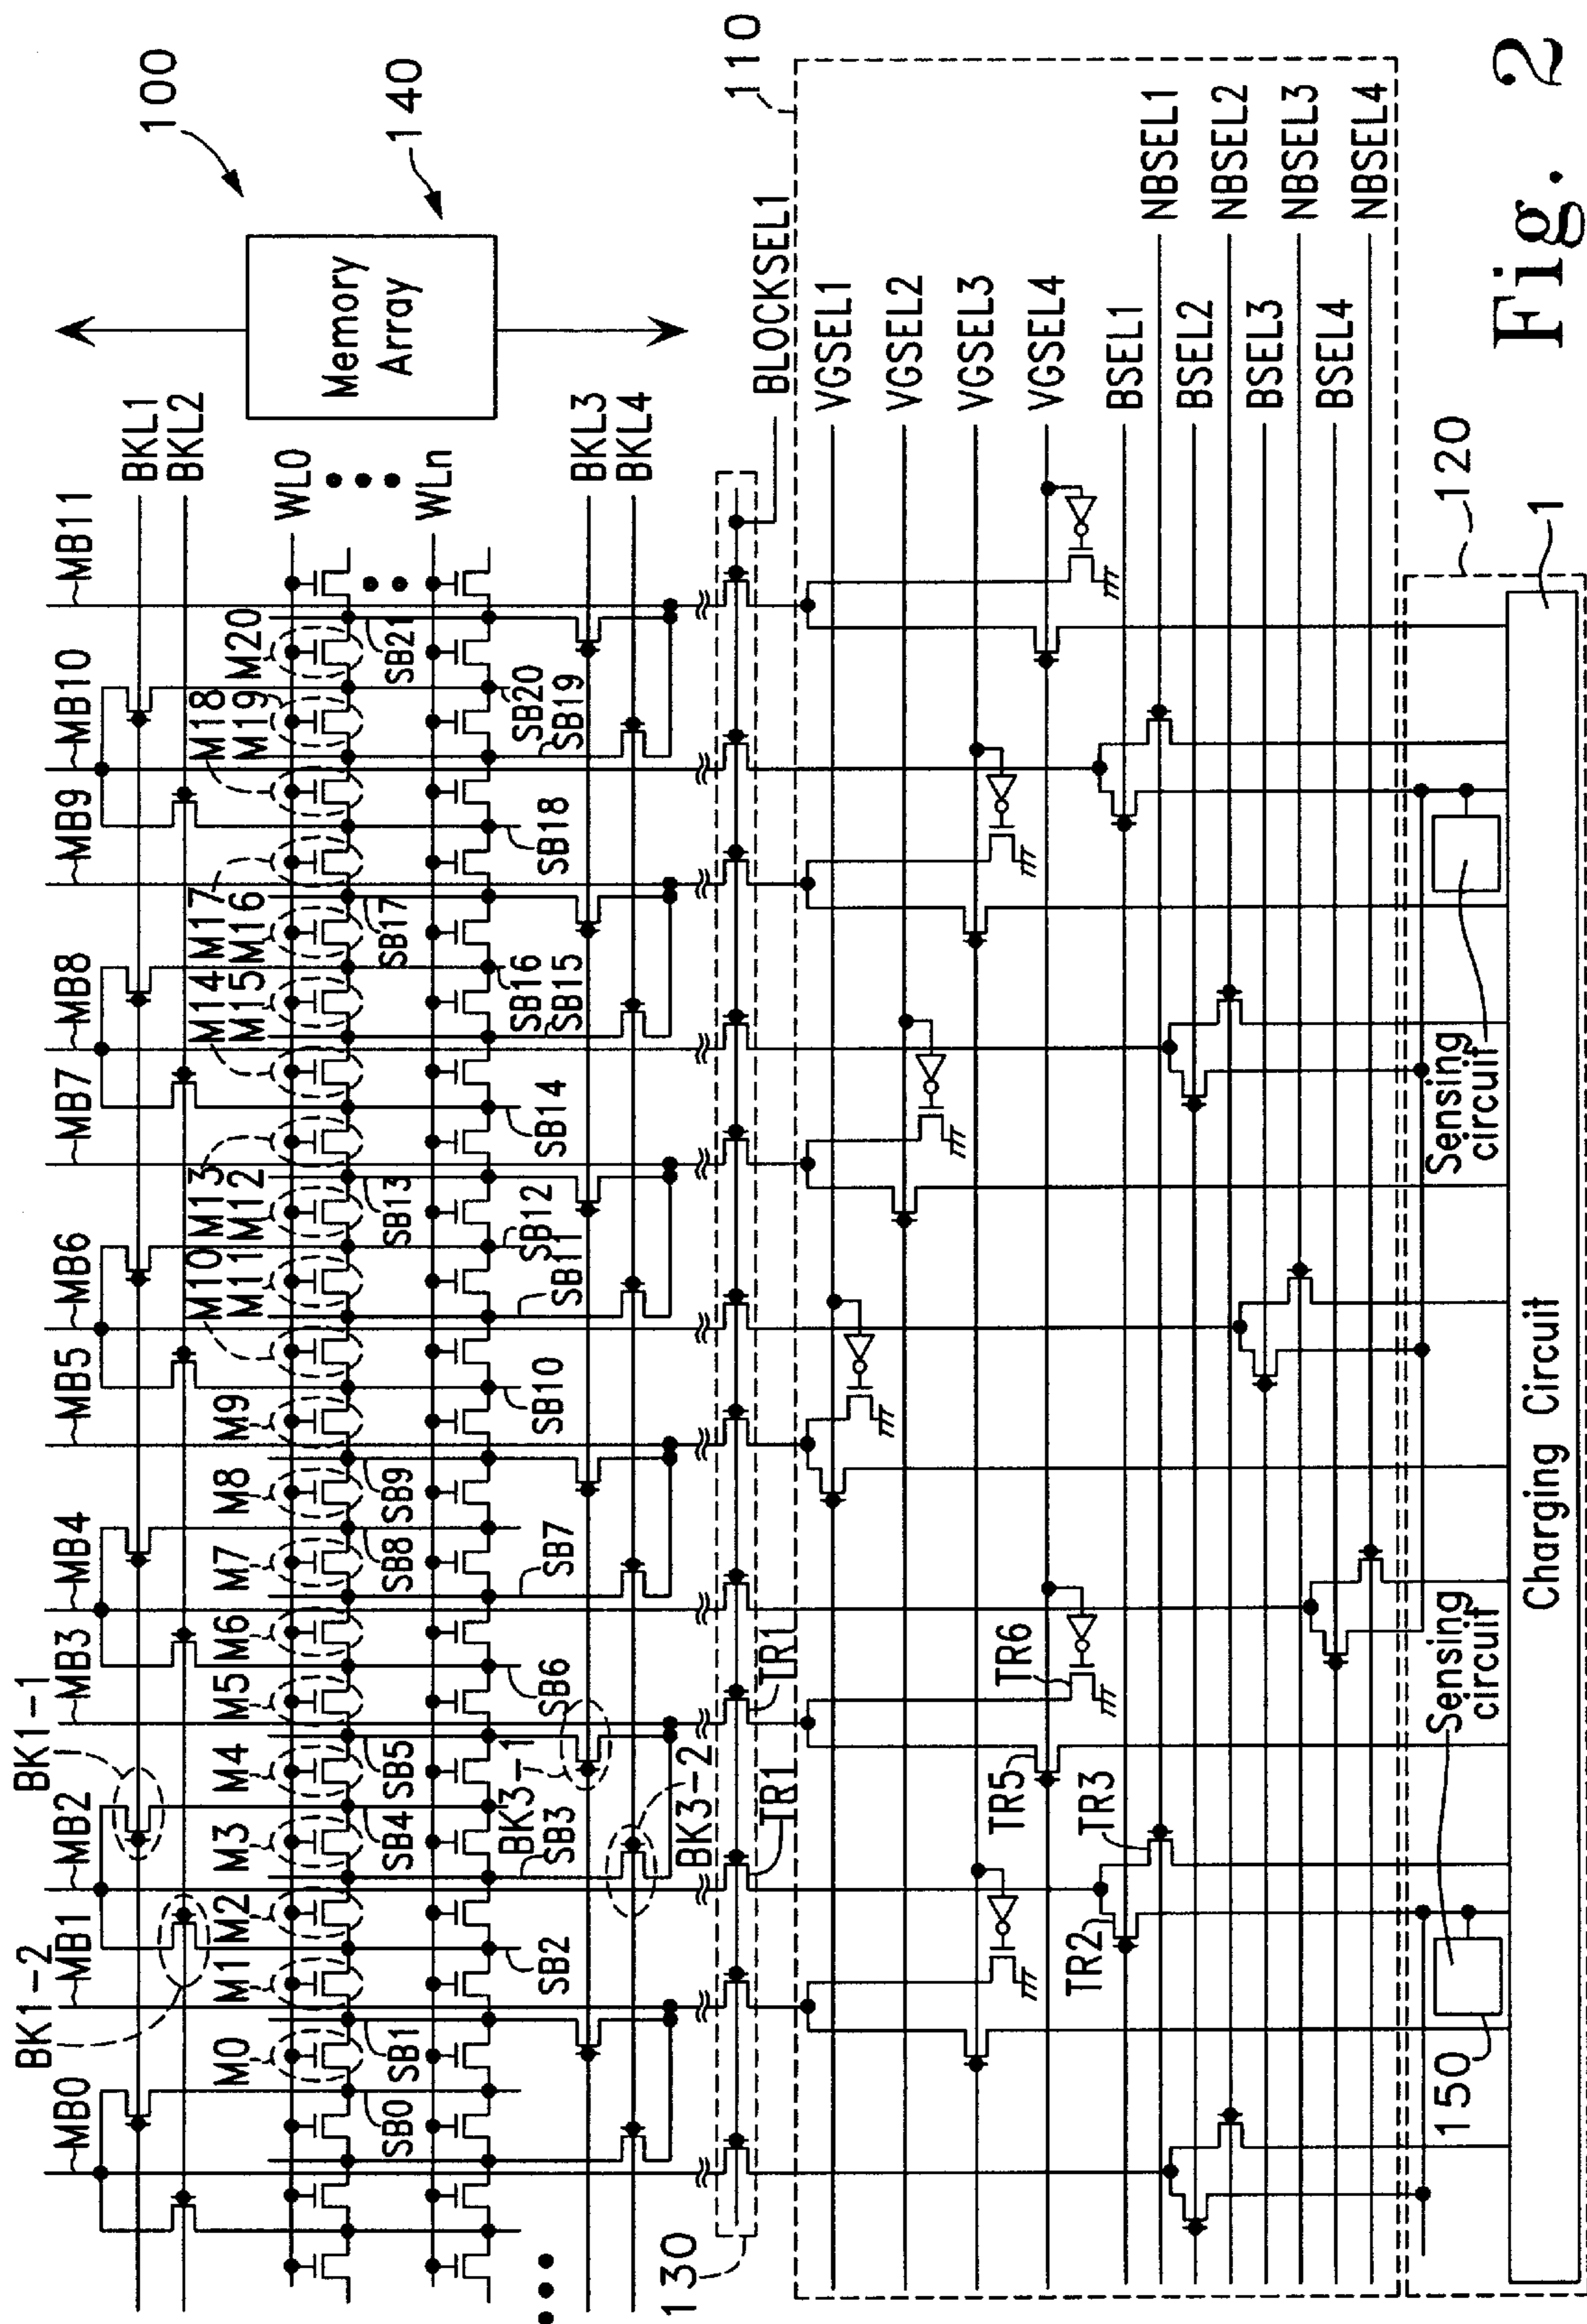 Fig. 2
100
140
Memory
Array
BK1-2
BK1-1
MB0
MB1
MB2
MB3
MB4
MB5
MB6
MB7
MB8
MB9
MB10
MB11
BKL1
BKL2
M0
M1
M2
M3
M4
M5
M6
M7
M8
M9
M10
M11
M12
M13
M14
M15
M16
M17
M18
M19
M20
WL0
WLn
SB0
SB1
SB2
SB3
SB4
SB5
SB6
SB7
SB8
SB9
SB10
SB11
SB12
SB13
SB14
SB15
SB16
SB17
SB18
SB19
SB20
SB21
BK3-1
BK3-2
BKL3
BKL4
130
TR1
TR1
BLOCKSEL1
110
VGSEL1
VGSEL2
VGSEL3
VGSEL4
TR5
TR6
TR2
TR3
BSEL1
NBSEL1
BSEL2
NBSEL2
BSEL3
NBSEL3
BSEL4
NBSEL4
120
150
Sensing
circuit
Sensing
circuit
Charging Circuit
1